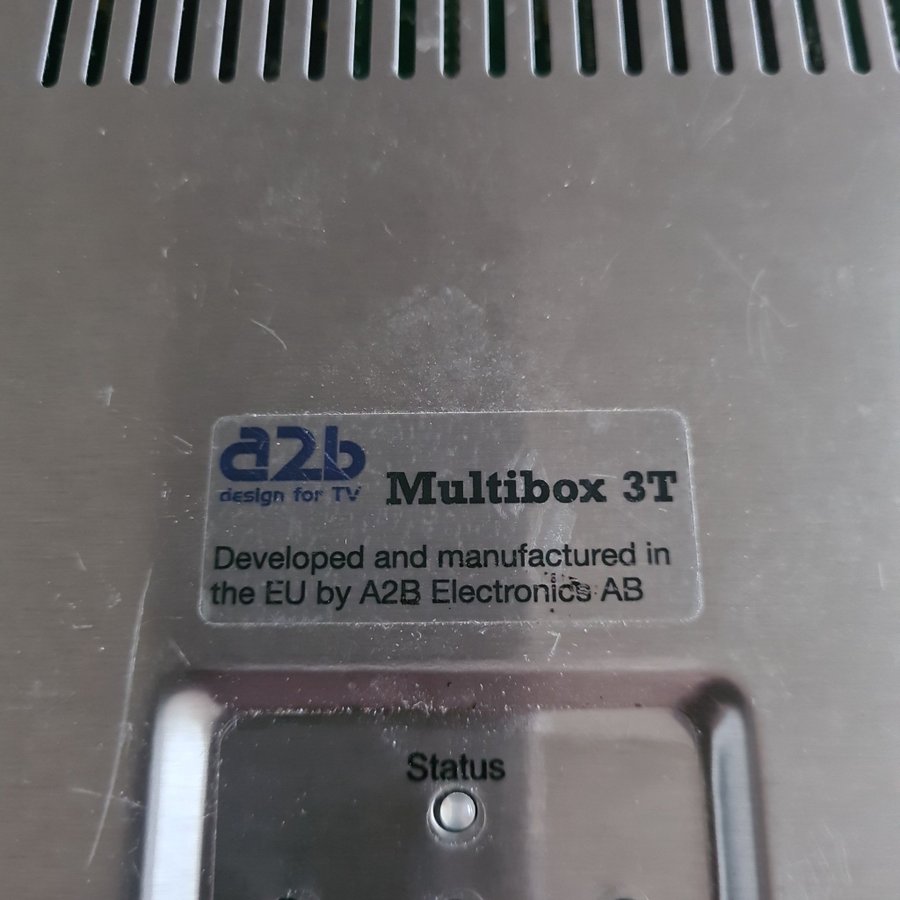 a2b
design for TV
Multibox 3T
Developed and manufactured in
the EU by A2B Electronics AB
Status